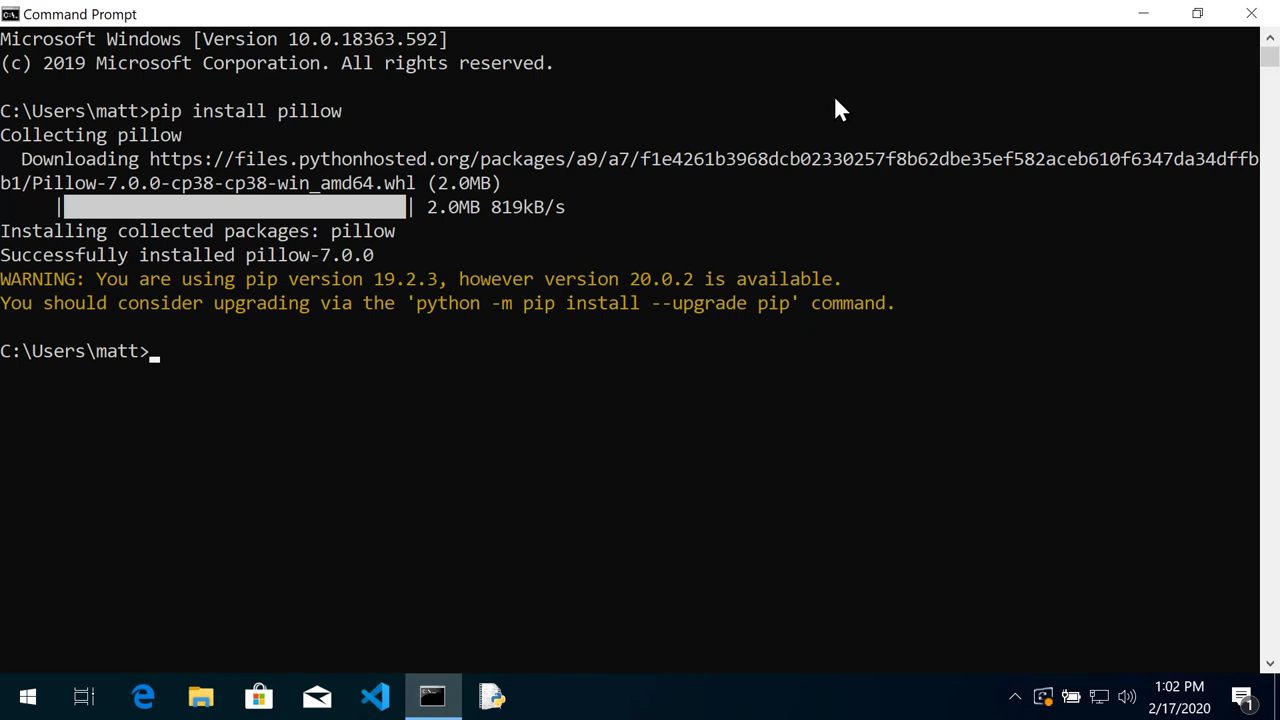 Command Prompt
Microsoft Windows [Version 10.0.18363.592]
(c) 2019 Microsoft Corporation. All rights reserved.
C:\Users\matt>pip install pillow
Collecting pillow
  Downloading https://files.pythonhosted.org/packages/a9/a7/f1e4261b3968dcb02330257f8b62dbe35ef582aceb610f6347da34dffb
b1/Pillow-7.0.0-cp38-cp38-win_amd64.whl (2.0MB)
| | 2.0MB 819kB/s
Installing collected packages: pillow
Successfully installed pillow-7.0.0
WARNING: You are using pip version 19.2.3, however version 20.0.2 is available.
You should consider upgrading via the 'python -m pip install --upgrade pip' command.
C:\Users\matt>
1:02 PM
2/17/2020
1